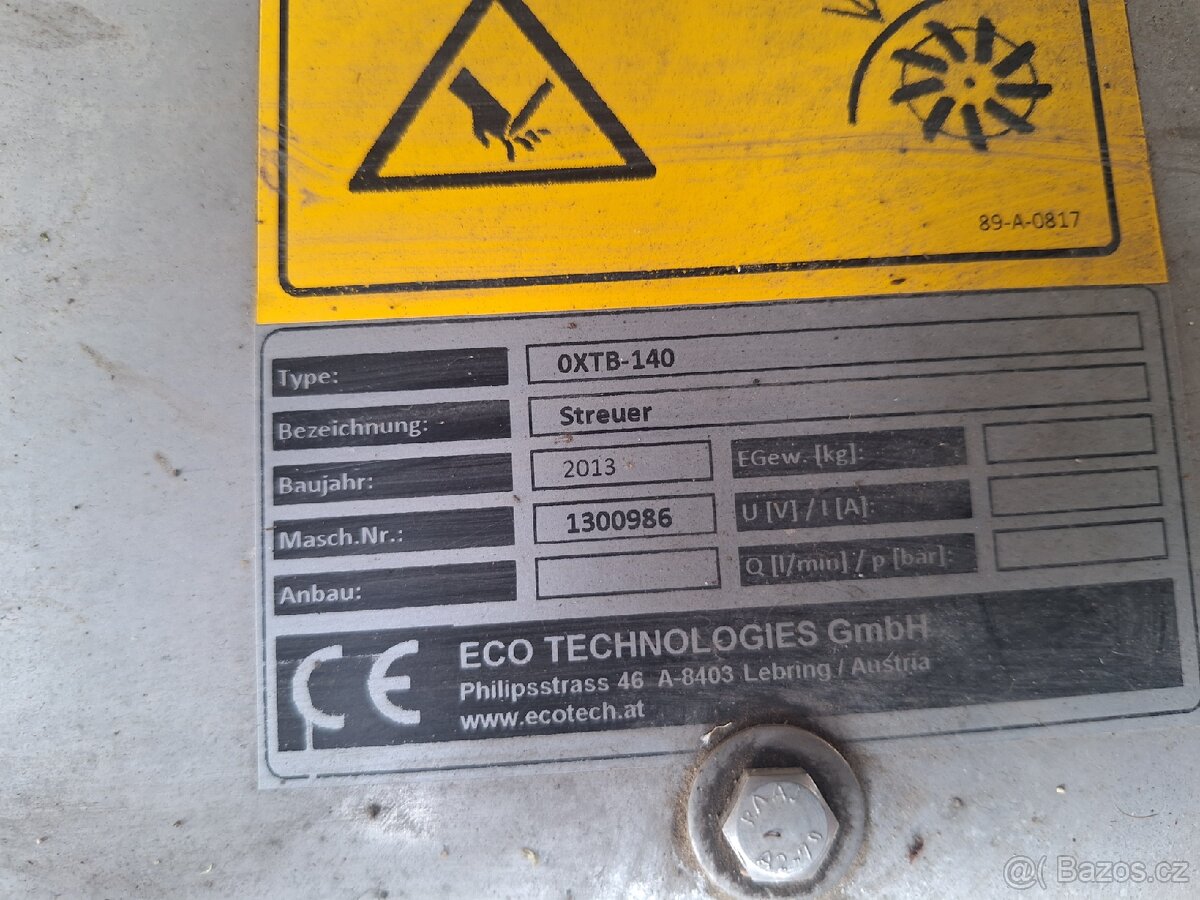 89-A-0817
Type: 0XTB-140
Bezeichnung: Streuer
Baujahr: 2013 EGew. [kg]:
Masch.Nr.: 1300986 U [V] / I [A]:
Anbau: Q [l/min] / p [bar]:
CE ECO TECHNOLOGIES GmbH
Philipsstrass 46 A-8403 Lebring / Austria
www.ecotech.at
A2-70
@ Bazos.cz